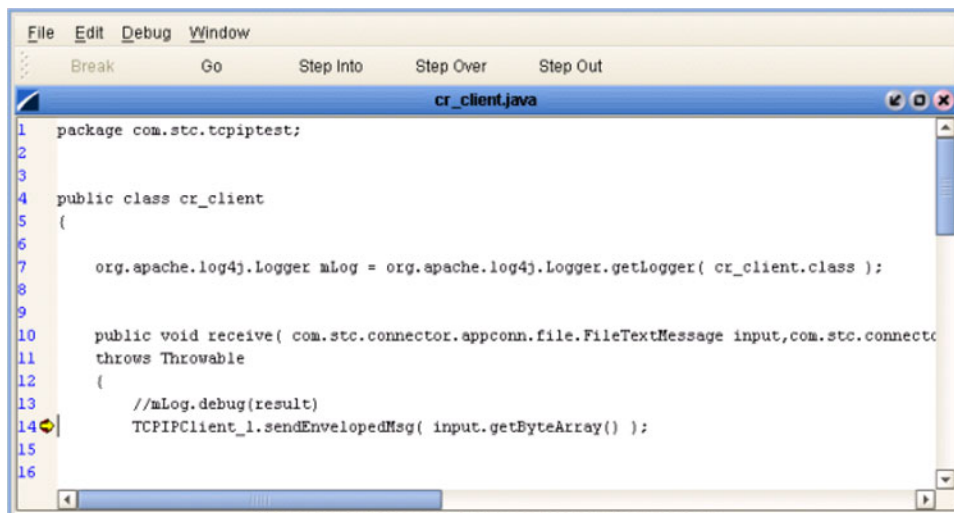 File Edit Debug Window
Break Go Step Into Step Over Step Out
cr_client.java
1 package com.stc.tcpiptest;
2
3
4 public class cr_client
5 {
6
7 org.apache.log4j.Logger mLog = org.apache.log4j.Logger.getLogger( cr_client.class );
8
9
10 public void receive( com.stc.connector.appconn.file.FileTextMessage input,com.stc.connecto
11 throws Throwable
12 {
13 //mLog.debug(result)
14 TCPIPClient_1.sendEnvelopedMsg( input.getByteArray() );
15
16